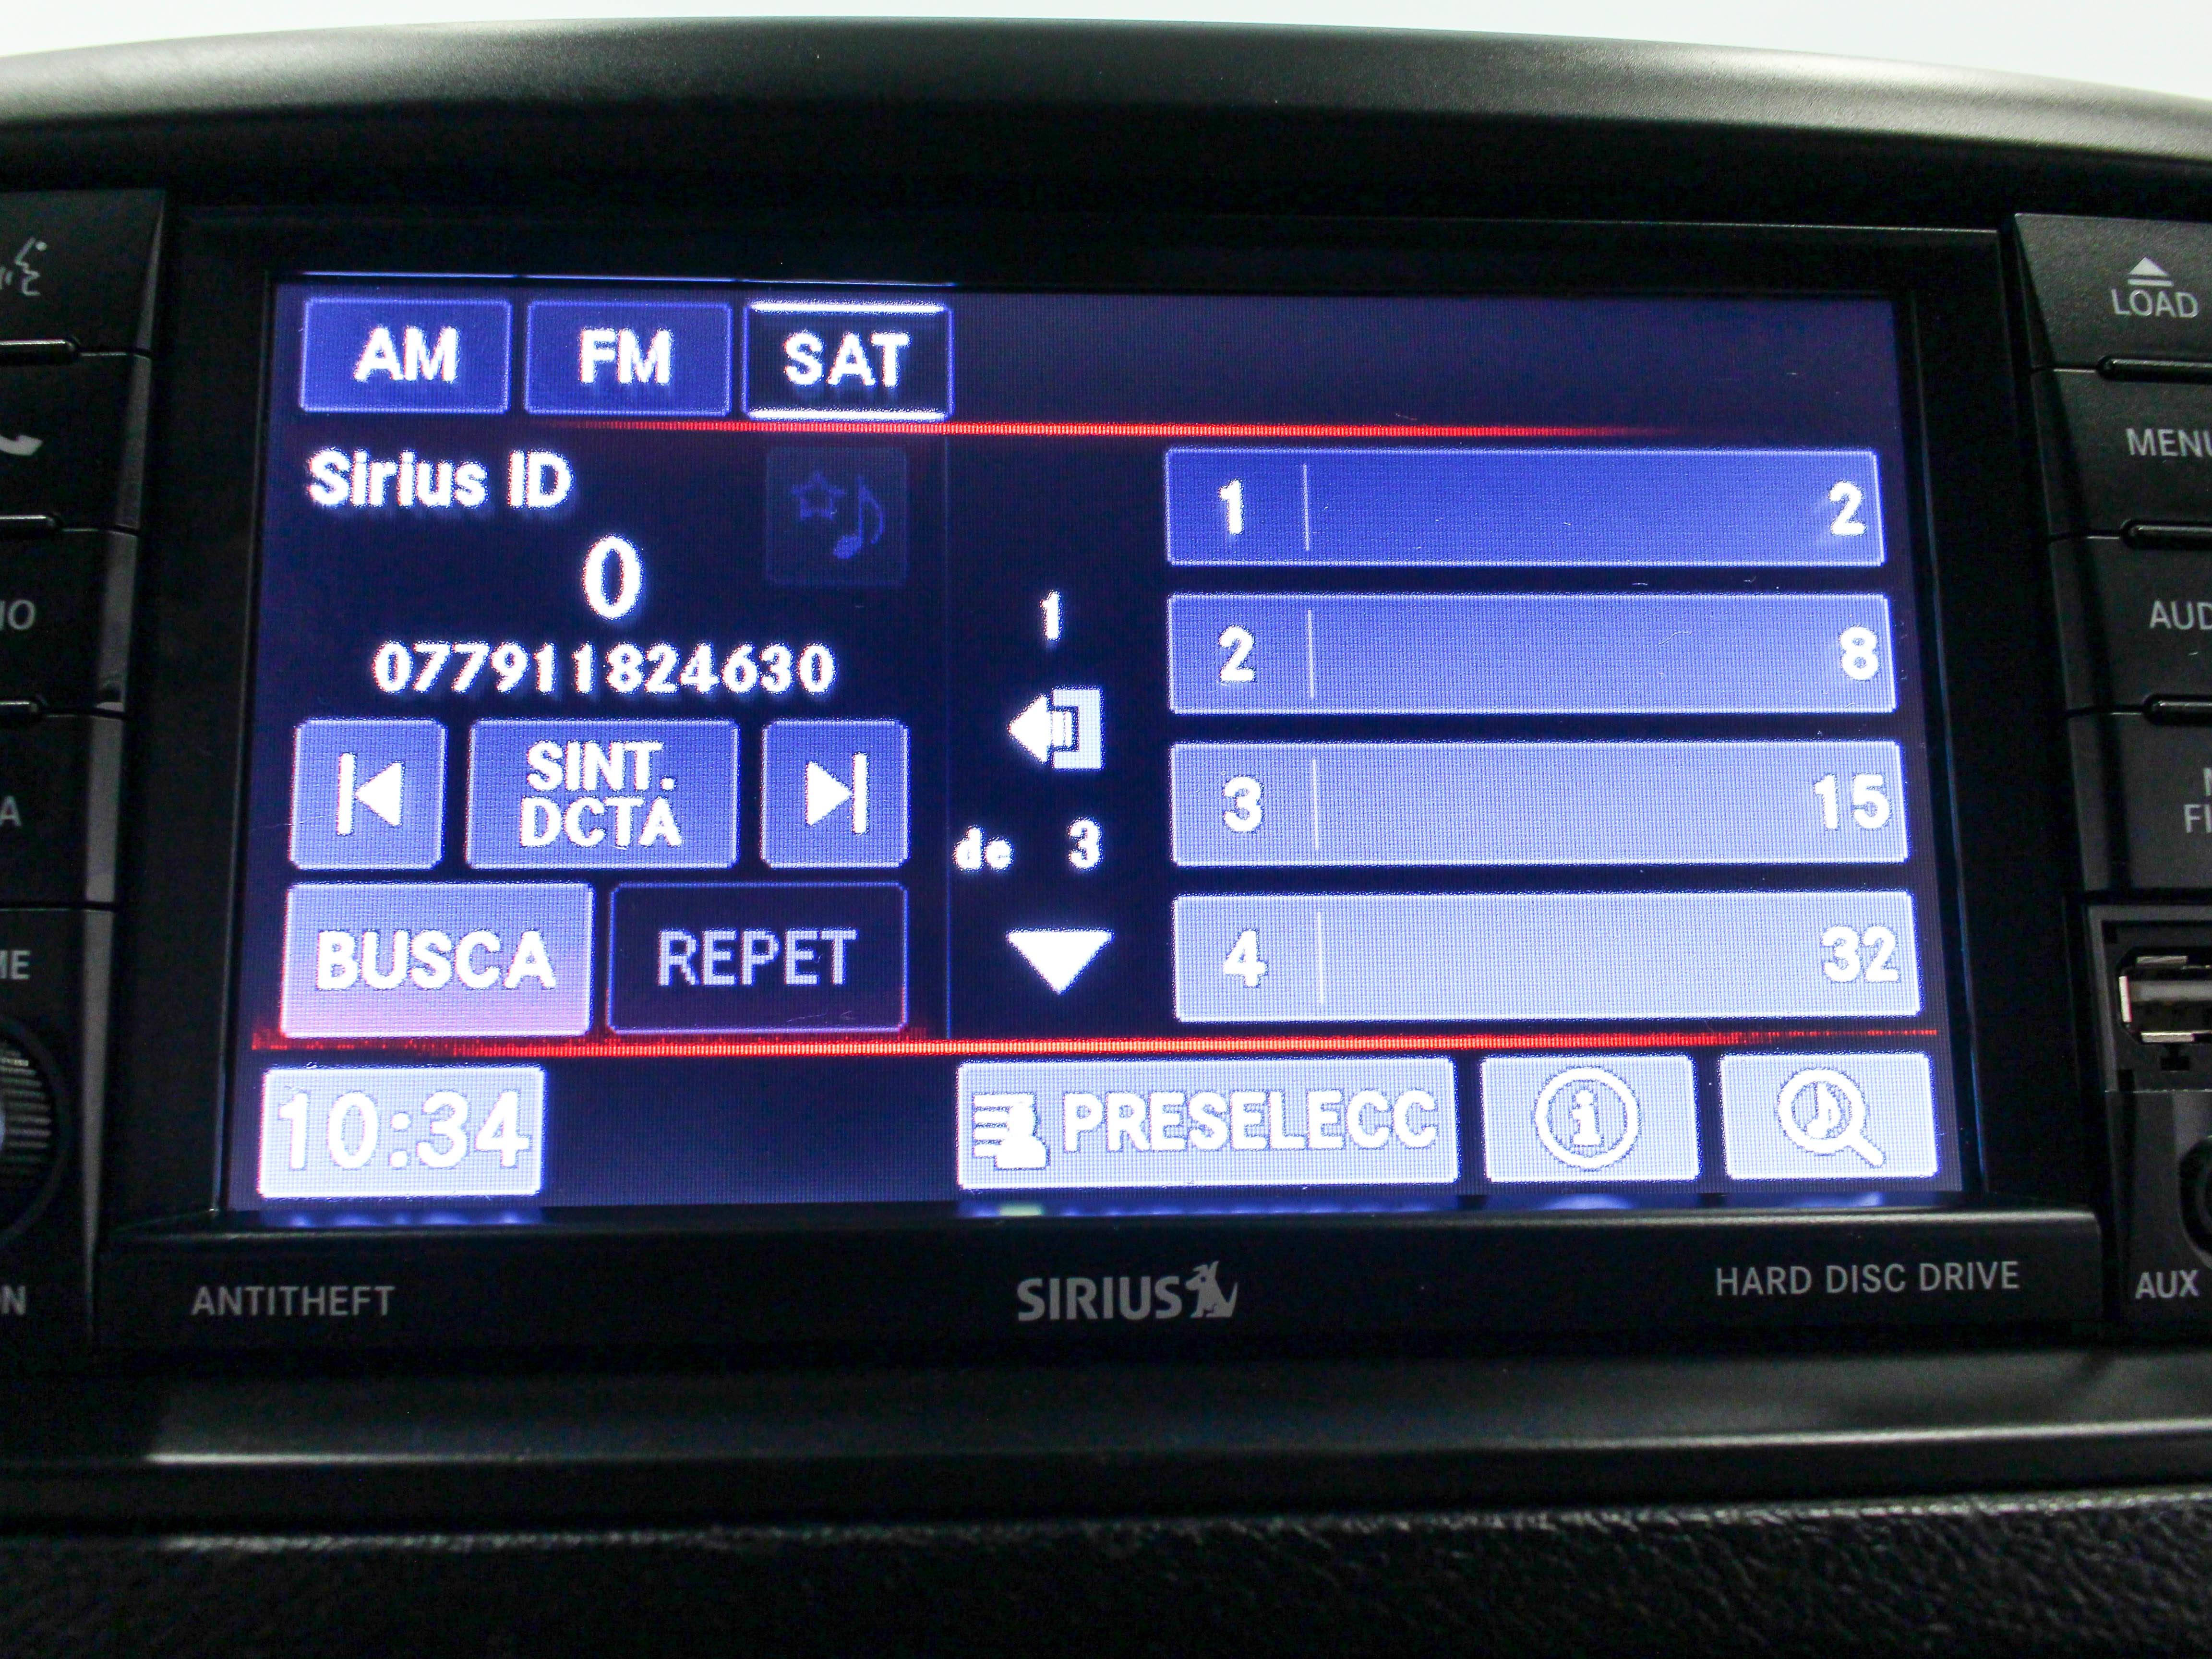 AM FM SAT
Sirius ID
0
077911824630
SINT.
DCTA
BUSCA REPET
1
de 3
1 2
2 8
3 15
4 32
10:34 PRESELECC
ANTITHEFT SIRIUS HARD DISC DRIVE
LOAD
MENU
AUX